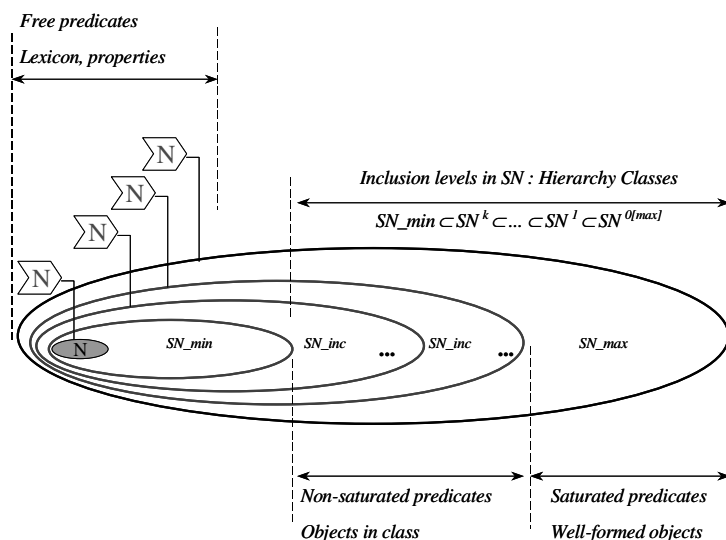 Free predicates
Lexicon, properties
N
N
Inclusion levels in SN : Hierarchy Classes
SN_min ⊂ SN^k ⊂ ... ⊂ SN^l ⊂ SN^0[max]
N
N
N
SN_min
SN_inc
...
SN_inc
...
SN_max
Non-saturated predicates
Saturated predicates
Objects in class
Well-formed objects